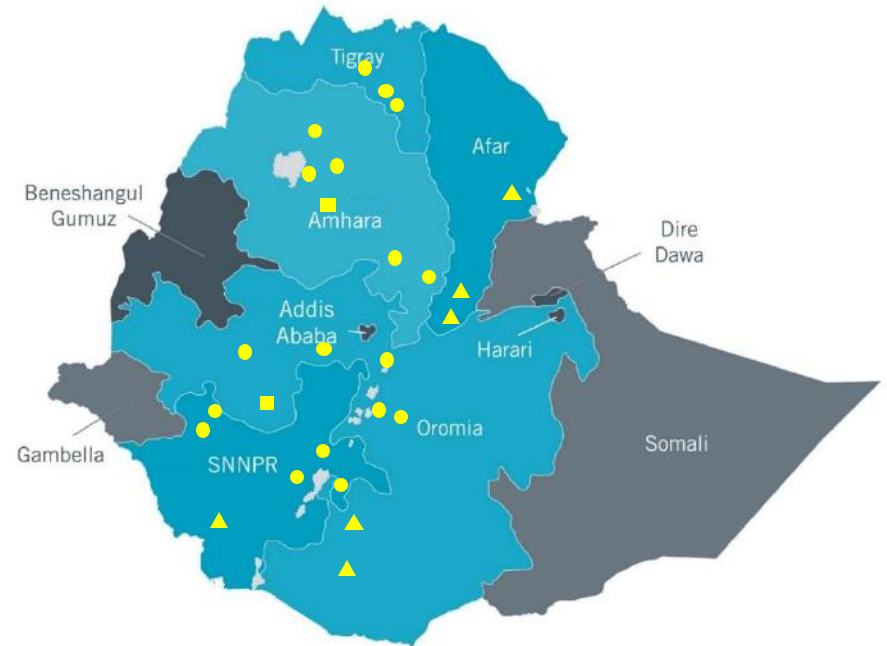 Tigray
Afar
Beneshangul
Gumuz
Amhara
Dire
Dawa
Addis
Ababa
Harari
Oromia
Gambella
SNNPR
Somali